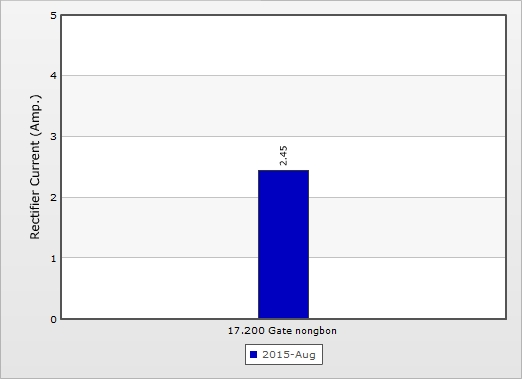 5
4
3
2
1
0
Rectifier Current (Amp.)
2.45
17.200 Gate nongbon
2015-Aug